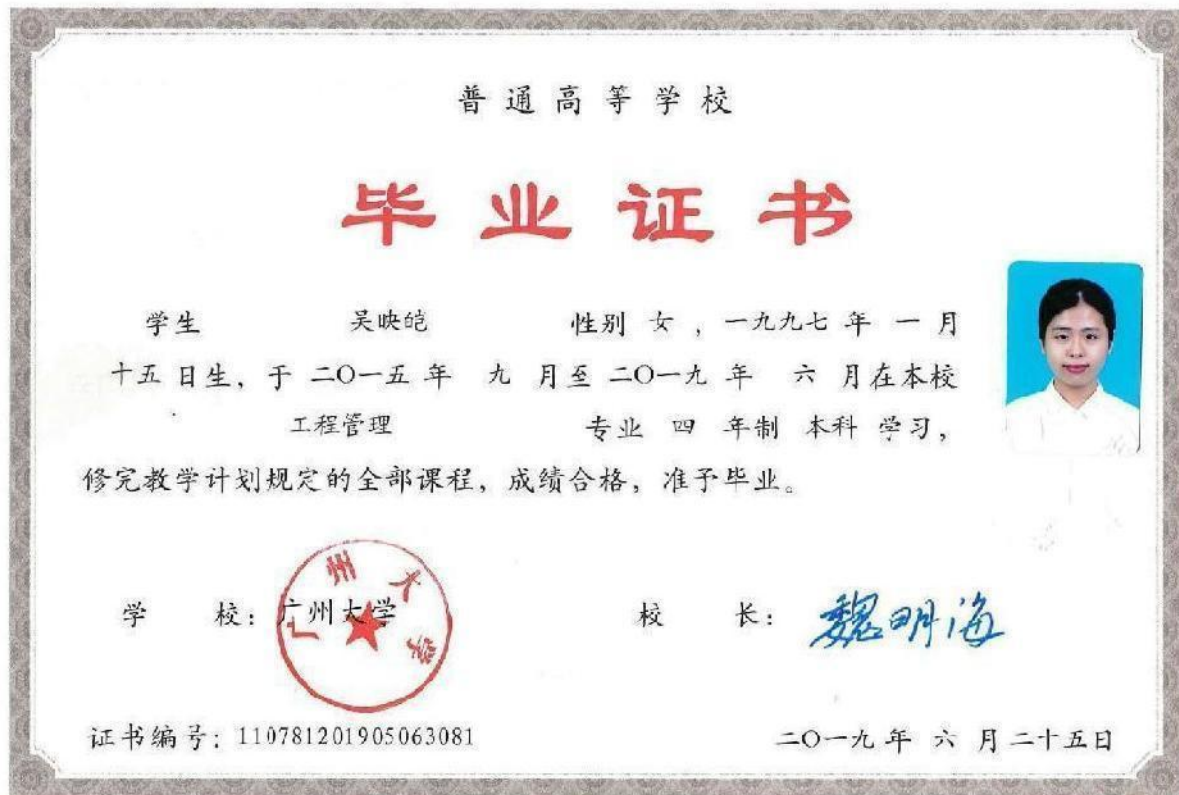 普通高等学校
毕业证书
学生 吴映皑 性别 女 ，一九九七 年 一 月
十五 日生，于 二〇一五 年 九 月至 二〇一九 年 六 月在本校
工程管理 专业 四 年制 本科 学习，
修完教学计划规定的全部课程，成绩合格，准予毕业。
广州大学
学 校：广州大学 校 长：魏明海
证书编号：110781201905063081 二〇一九 年 六 月二十五日